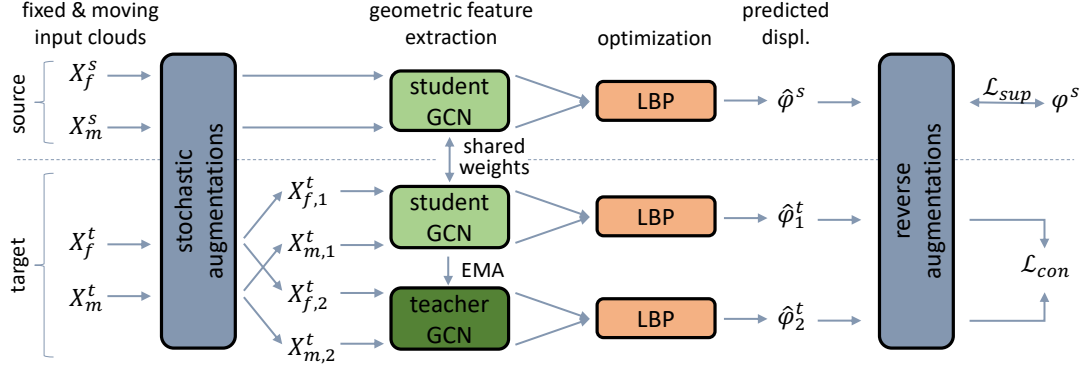 fixed & moving
input clouds
geometric feature
extraction
optimization
predicted
displ.
source
X_f^s
X_m^s
stochastic
augmentations
student
GCN
LBP
φ̂^s
reverse
augmentations
ℒ_sup
φ^s
shared
weights
target
X_f^t
X_m^t
X_{f,1}^t
X_{m,1}^t
X_{f,2}^t
X_{m,2}^t
student
GCN
LBP
φ̂_1^t
EMA
teacher
GCN
LBP
φ̂_2^t
ℒ_con